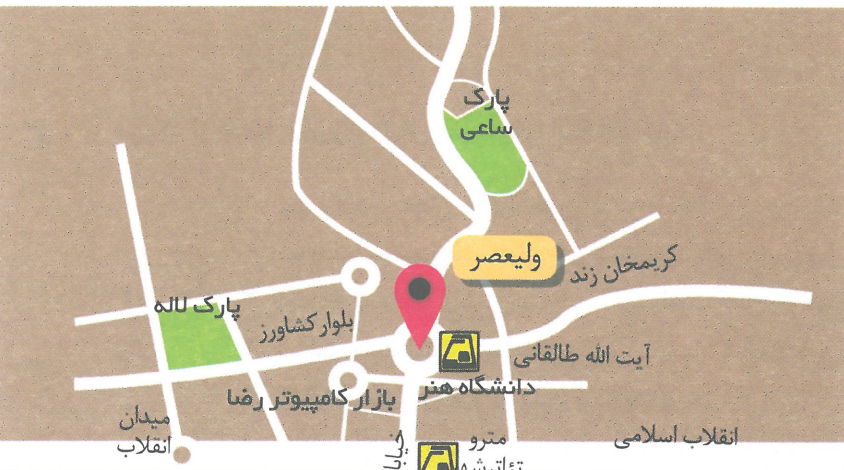 پارک
ساعی
ولیعصر
کریمخان زند
پارک لاله
بلوار کشاورز
آیت الله طالقانی
دانشگاه هنر
بازار کامپیوتر رضا
میدان
انقلاب
مترو
انقلاب اسلامی